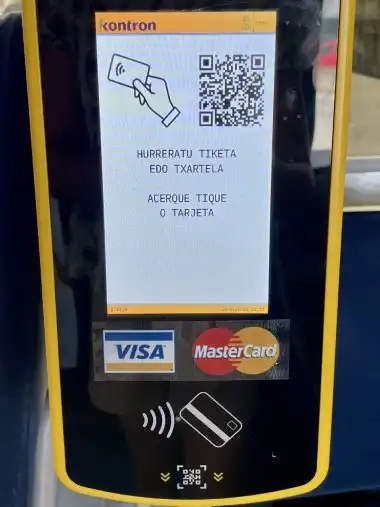 kontron
HURRERATU TIKETA
EDO TXARTELA
ACERQUE TIQUE
O TARJETA
VISA
MasterCard